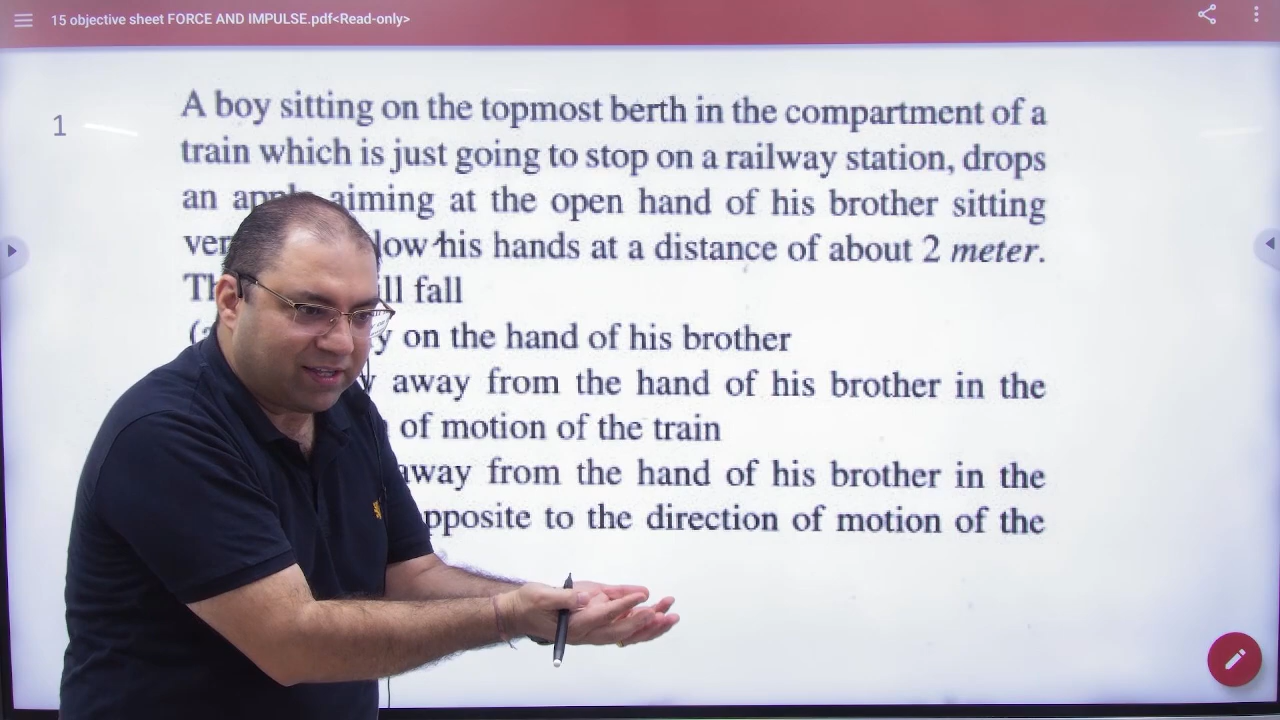 15 objective sheet FORCE AND IMPULSE.pdf<Read-only>
1
A boy sitting on the topmost berth in the compartment of a
train which is just going to stop on a railway station, drops
an apple aiming at the open hand of his brother sitting
his hands at a distance of about 2 meter.
fall
on the hand of his brother
away from the hand of his brother in the
of motion of the train
away from the hand of his brother in the
opposite to the direction of motion of the